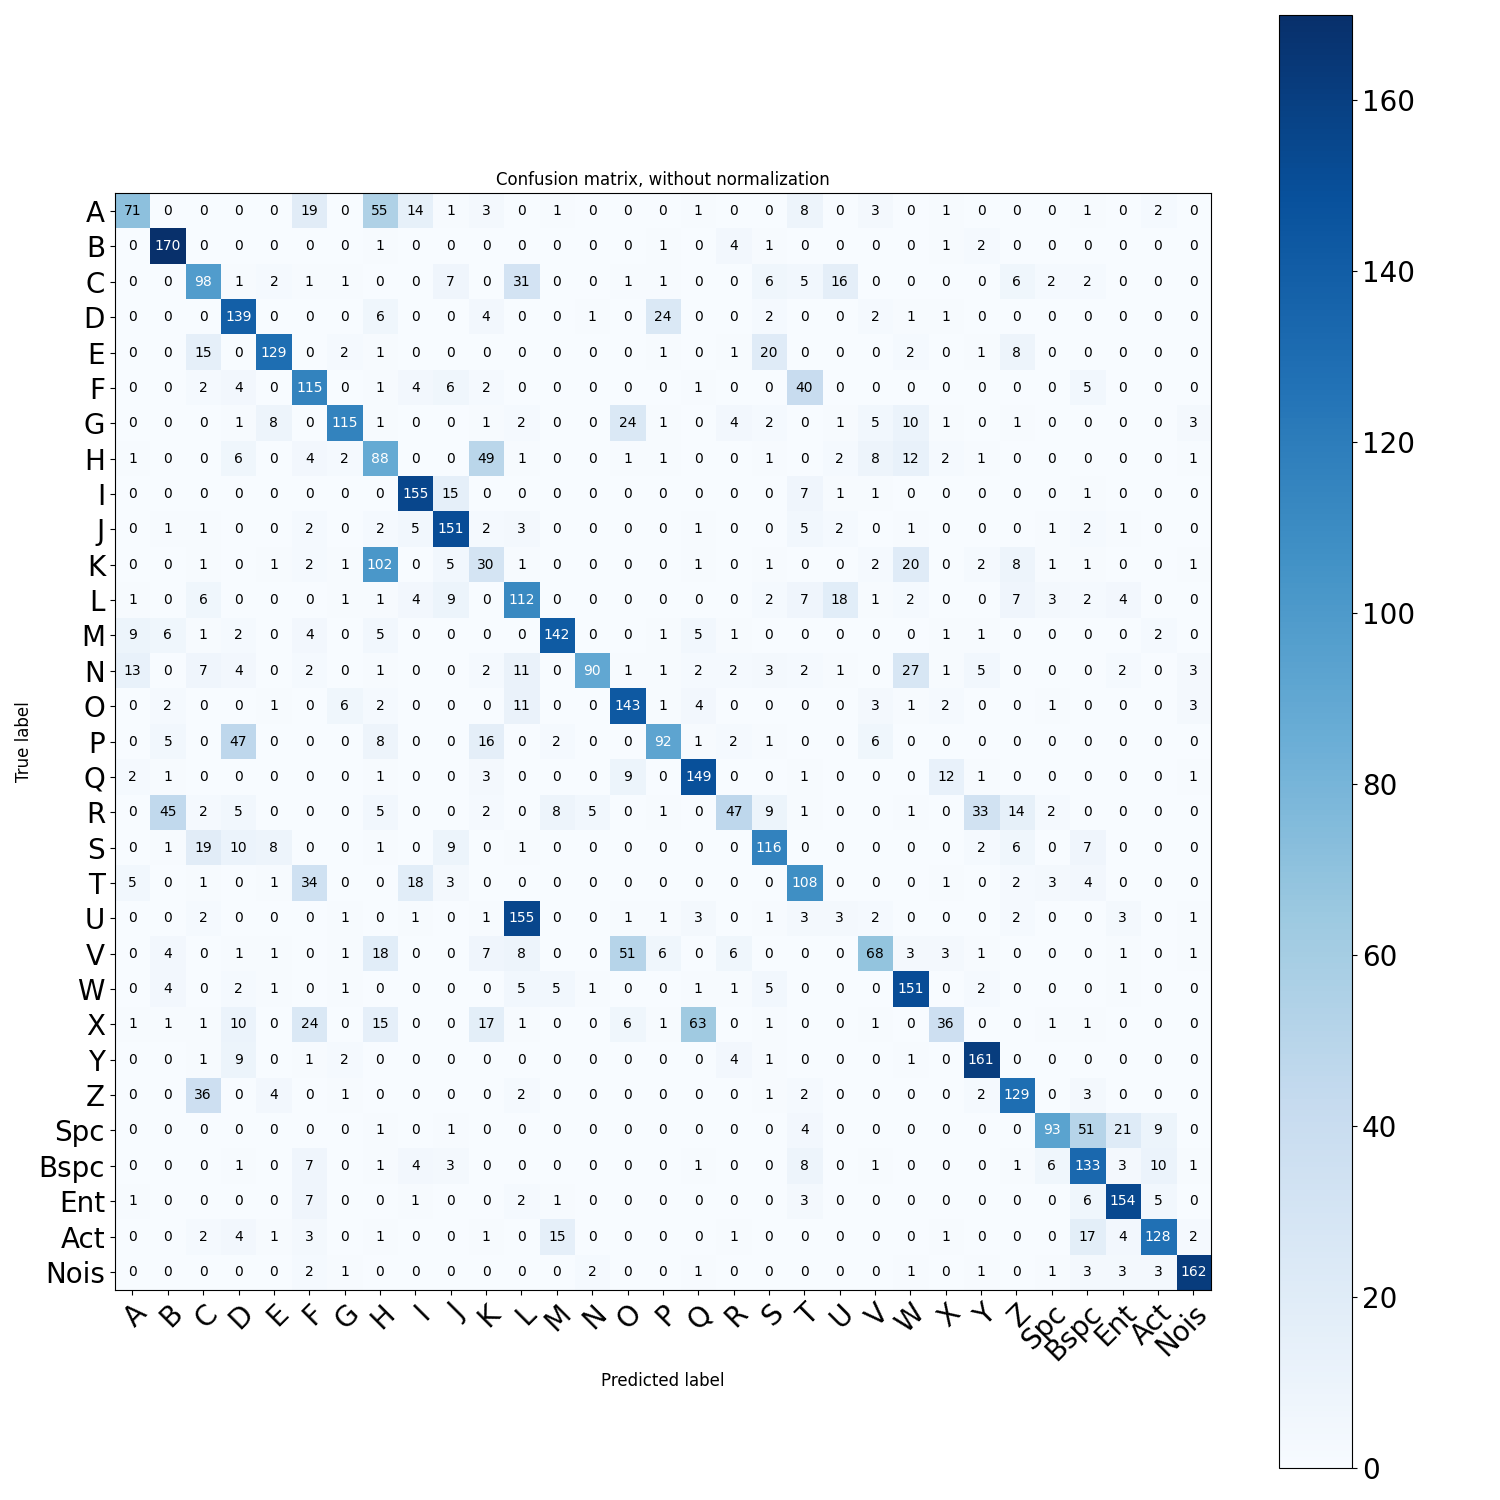 Confusion matrix, without normalization
A 71 0 0 0 0 19 0 55 14 1 3 0 1 0 0 0 1 0 0 8 0 3 0 1 0 0 0 1 0 2 0
B 0 170 0 0 0 0 0 1 0 0 0 0 0 0 0 1 0 4 1 0 0 0 0 1 2 0 0 0 0 0 0
C 0 0 98 1 2 1 1 0 0 7 0 31 0 0 1 1 0 0 6 5 16 0 0 0 0 6 2 2 0 0 0
D 0 0 0 139 0 0 0 6 0 0 4 0 0 1 0 24 0 0 2 0 0 2 1 1 0 0 0 0 0 0 0
E 0 0 15 0 129 0 2 1 0 0 0 0 0 0 0 1 0 1 20 0 0 0 2 0 1 8 0 0 0 0 0
F 0 0 2 4 0 115 0 1 4 6 2 0 0 0 0 0 1 0 0 40 0 0 0 0 0 0 0 5 0 0 0
G 0 0 0 1 8 0 115 1 0 0 1 2 0 0 24 1 0 4 2 0 1 5 10 1 0 1 0 0 0 0 3
H 1 0 0 6 0 4 2 88 0 0 49 1 0 0 1 1 0 0 1 0 2 8 12 2 1 0 0 0 0 0 1
I 0 0 0 0 0 0 0 0 155 15 0 0 0 0 0 0 0 0 0 7 1 1 0 0 0 0 0 1 0 0 0
J 0 1 1 0 0 2 0 2 5 151 2 3 0 0 0 0 1 0 0 5 2 0 1 0 0 0 1 2 1 0 0
K 0 0 1 0 1 2 1 102 0 5 30 1 0 0 0 0 1 0 1 0 0 2 20 0 2 8 1 1 0 0 1
L 1 0 6 0 0 0 1 1 4 9 0 112 0 0 0 0 0 0 2 7 18 1 2 0 0 7 3 2 4 0 0
M 9 6 1 2 0 4 0 5 0 0 0 0 142 0 0 1 5 1 0 0 0 0 0 1 1 0 0 0 0 2 0
N 13 0 7 4 0 2 0 1 0 0 2 11 0 90 1 1 2 2 3 2 1 0 27 1 5 0 0 0 2 0 3
O 0 2 0 0 1 0 6 2 0 0 0 11 0 0 143 1 4 0 0 0 0 3 1 2 0 0 1 0 0 0 3
P 0 5 0 47 0 0 0 8 0 0 16 0 2 0 0 92 1 2 1 0 0 6 0 0 0 0 0 0 0 0 0
Q 2 1 0 0 0 0 0 1 0 0 3 0 0 0 9 0 149 0 0 1 0 0 0 12 1 0 0 0 0 0 1
R 0 45 2 5 0 0 0 5 0 0 2 0 8 5 0 1 0 47 9 1 0 0 1 0 33 14 2 0 0 0 0
S 0 1 19 10 8 0 0 1 0 9 0 1 0 0 0 0 0 0 116 0 0 0 0 0 2 6 0 7 0 0 0
T 5 0 1 0 1 34 0 0 18 3 0 0 0 0 0 0 0 0 0 108 0 0 0 1 0 2 3 4 0 0 0
U 0 0 2 0 0 0 1 0 1 0 1 155 0 0 1 1 3 0 1 3 3 2 0 0 0 2 0 0 3 0 1
V 0 4 0 1 1 0 1 18 0 0 7 8 0 0 51 6 0 6 0 0 0 68 3 3 1 0 0 0 1 0 1
W 0 4 0 2 1 0 1 0 0 0 0 5 5 1 0 0 1 1 5 0 0 0 151 0 2 0 0 0 1 0 0
X 1 1 1 10 0 24 0 15 0 0 17 1 0 0 6 1 63 0 1 0 0 1 0 36 0 0 1 1 0 0 0
Y 0 0 1 9 0 1 2 0 0 0 0 0 0 0 0 0 0 4 1 0 0 0 1 0 161 0 0 0 0 0 0
Z 0 0 36 0 4 0 1 0 0 0 0 2 0 0 0 0 0 0 1 2 0 0 0 0 2 129 0 3 0 0 0
Spc 0 0 0 0 0 0 0 1 0 1 0 0 0 0 0 0 0 0 0 4 0 0 0 0 0 0 93 51 21 9 0
Bspc 0 0 0 1 0 7 0 1 4 3 0 0 0 0 0 0 1 0 0 8 0 1 0 0 0 1 6 133 3 10 1
Ent 1 0 0 0 0 7 0 0 1 0 0 2 1 0 0 0 0 0 0 3 0 0 0 0 0 0 0 6 154 5 0
Act 0 0 2 4 1 3 0 1 0 0 1 0 15 0 0 0 0 1 0 0 0 0 0 1 0 0 0 17 4 128 2
Nois 0 0 0 0 0 2 1 0 0 0 0 0 0 2 0 0 1 0 0 0 0 0 1 0 1 0 1 3 3 3 162
A B C D E F G H I J K L M N O P Q R S T U V W X Y Z Spc Bspc Ent Act Nois
True label
Predicted label
160
140
120
100
80
60
40
20
0